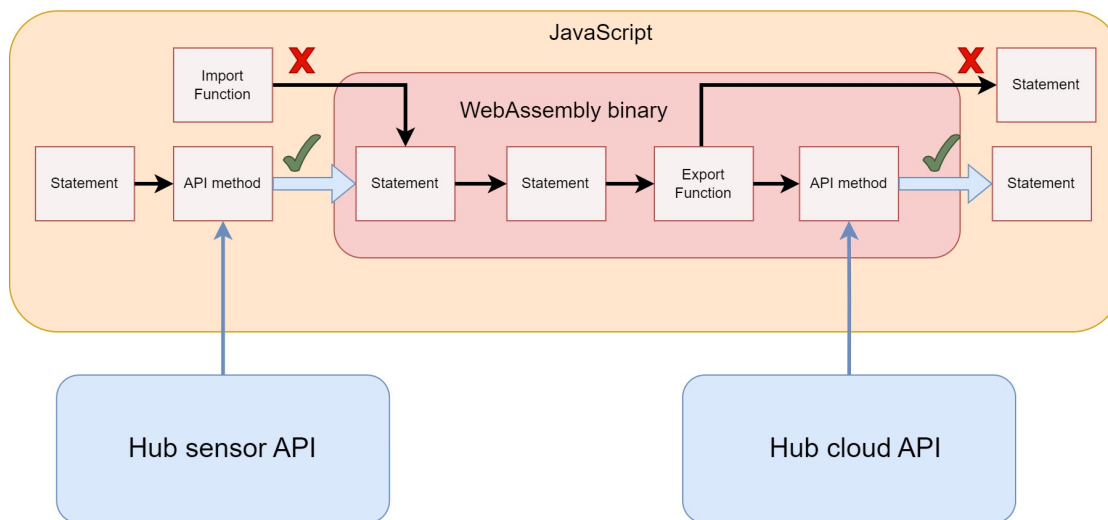 JavaScript
Import
Function
X
X
Statement
WebAssembly binary
Statement
API method
Statement
Statement
Export
Function
API method
Statement
Hub sensor API
Hub cloud API